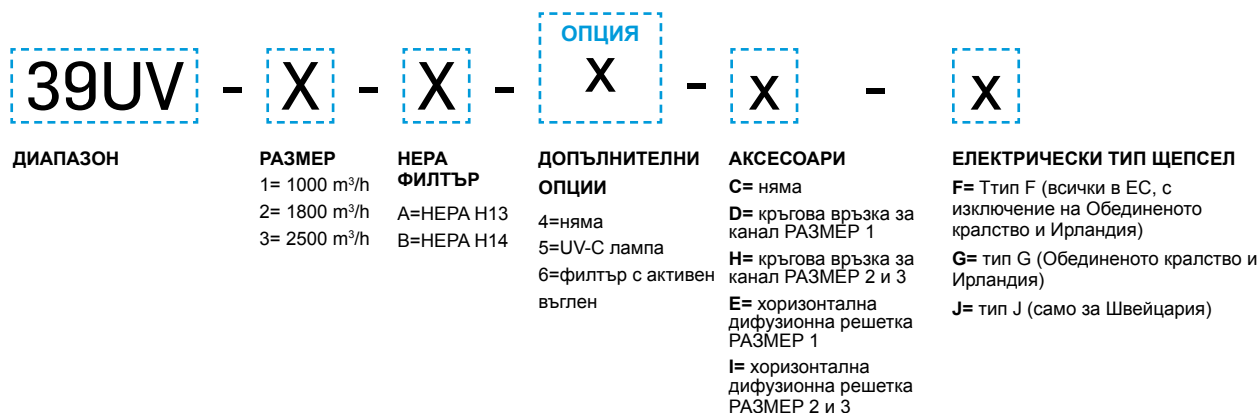 ОПЦИЯ
39UV - X - X - X - X - X
ДИАПАЗОН
РАЗМЕР
1= 1000 m³/h
2= 1800 m³/h
3= 2500 m³/h
HEPA
ФИЛТЪР
A=HEPA H13
B=HEPA H14
ДОПЪЛНИТЕЛНИ
ОПЦИИ
4=няма
5=UV-C лампа
6=филтър с активен
въглен
АКСЕСОАРИ
C= няма
D= кръгова връзка за
канал РАЗМЕР 1
H= кръгова връзка за
канал РАЗМЕР 2 и 3
E= хоризонтална
дифузионна решетка
РАЗМЕР 1
I= хоризонтална
дифузионна решетка
РАЗМЕР 2 и 3
ЕЛЕКТРИЧЕСКИ ТИП ЩЕПСЕЛ
F= Ттип F (всички в ЕС, с
изключение на Обединеното
кралство и Ирландия)
G= тип G (Обединеното кралство и
Ирландия)
J= тип J (само за Швейцария)